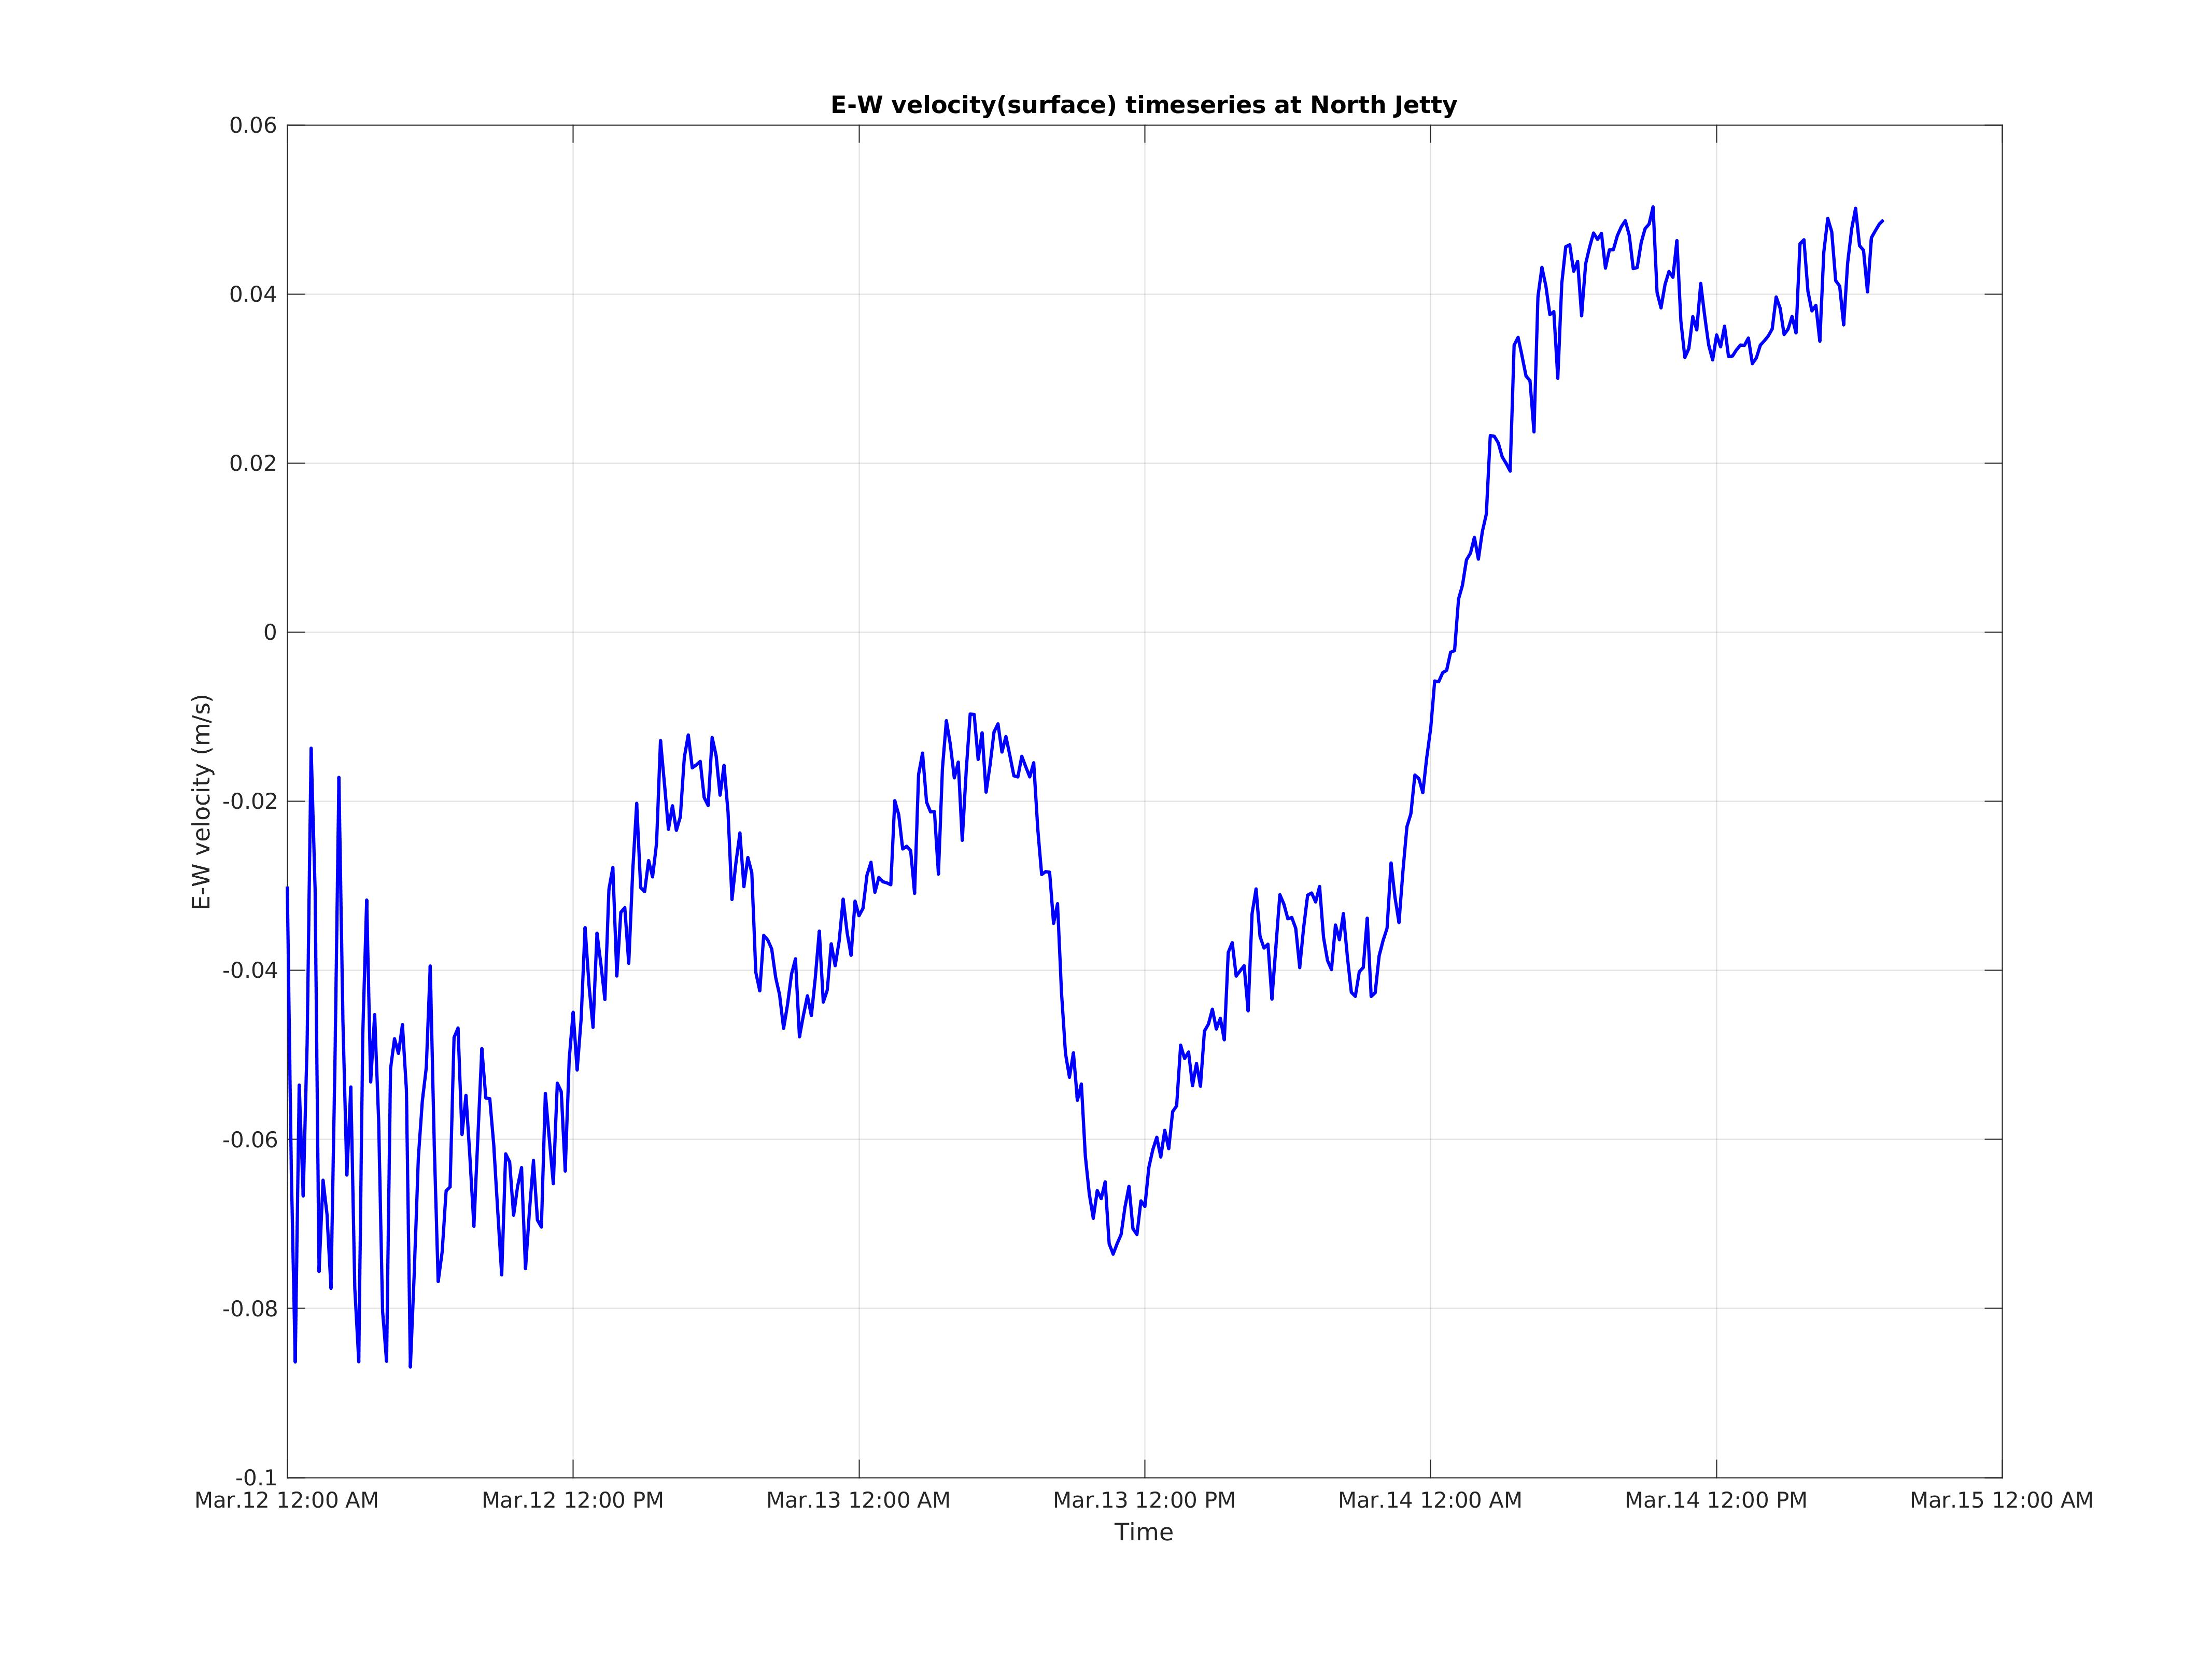 E-W velocity(surface) timeseries at North Jetty
0.06
0.04
0.02
0
-0.02
-0.04
-0.06
-0.08
-0.1
E-W velocity (m/s)
Mar.12 12:00 AM Mar.12 12:00 PM Mar.13 12:00 AM Mar.13 12:00 PM Mar.14 12:00 AM Mar.14 12:00 PM Mar.15 12:00 AM
Time